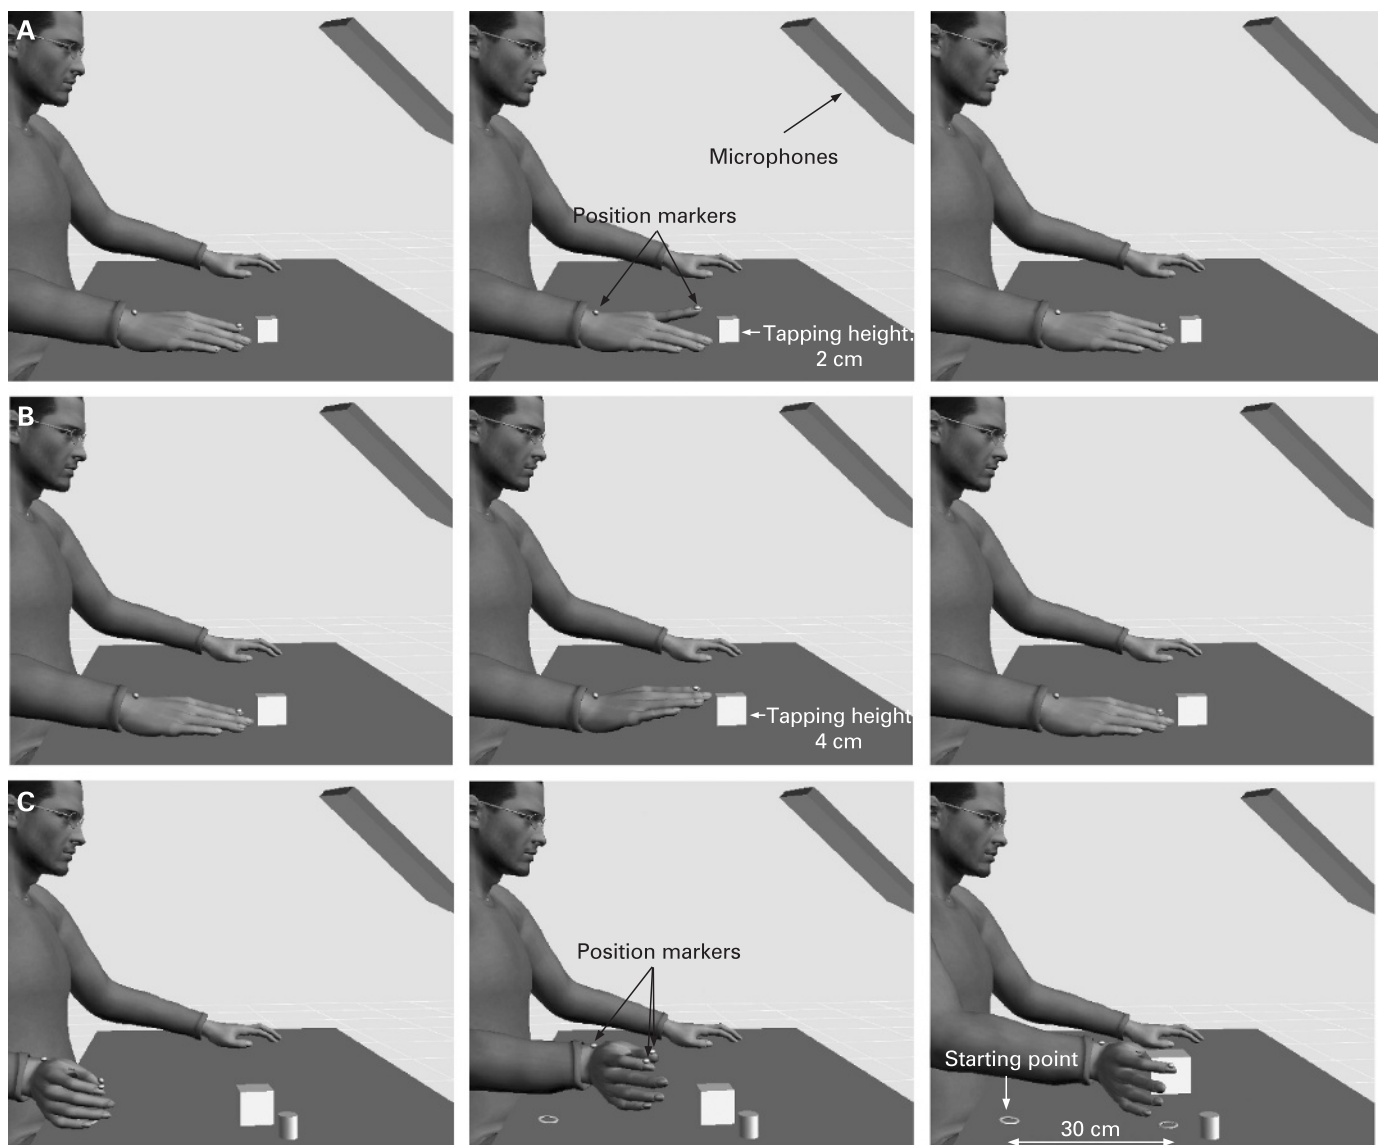 A
Microphones
Position markers
Tapping height:
2 cm
B
Tapping height
4 cm
C
Position markers
Starting point
30 cm